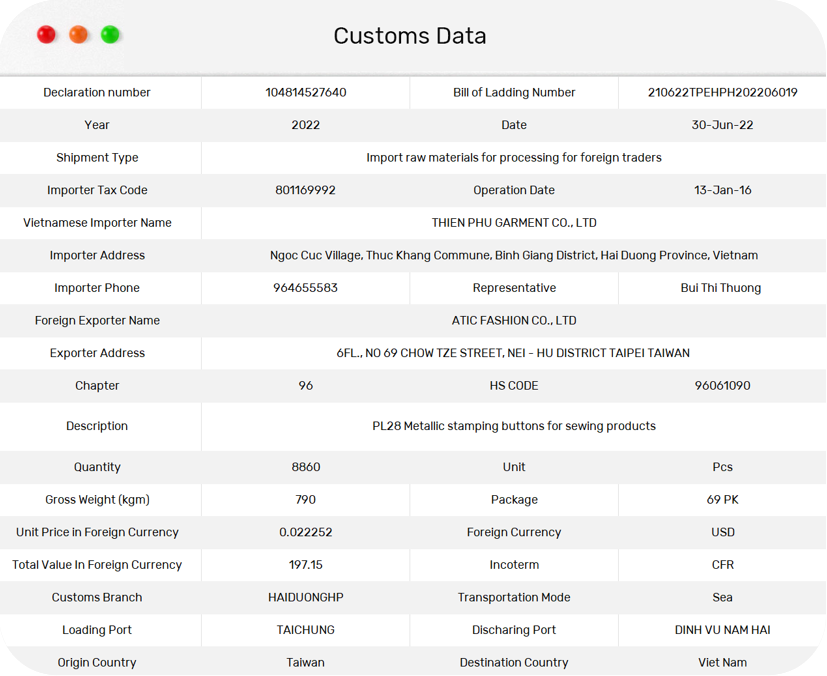 Customs Data
Declaration number 104814527640 Bill of Ladding Number 210622TPEHPH202206019
Year 2022 Date 30-Jun-22
Shipment Type Import raw materials for processing for foreign traders
Importer Tax Code 801169992 Operation Date 13-Jan-16
Vietnamese Importer Name THIEN PHU GARMENT CO., LTD
Importer Address Ngoc Cuc Village, Thuc Khang Commune, Binh Giang District, Hai Duong Province, Vietnam
Importer Phone 964655583 Representative Bui Thi Thuong
Foreign Exporter Name ATIC FASHION CO., LTD
Exporter Address 6FL., NO 69 CHOW TZE STREET, NEI - HU DISTRICT TAIPEI TAIWAN
Chapter 96 HS CODE 96061090
Description PL28 Metallic stamping buttons for sewing products
Quantity 8860 Unit Pcs
Gross Weight (kgm) 790 Package 69 PK
Unit Price in Foreign Currency 0.022252 Foreign Currency USD
Total Value In Foreign Currency 197.15 Incoterm CFR
Customs Branch HAIDUONGHP Transportation Mode Sea
Loading Port TAICHUNG Discharing Port DINH VU NAM HAI
Origin Country Taiwan Destination Country Viet Nam